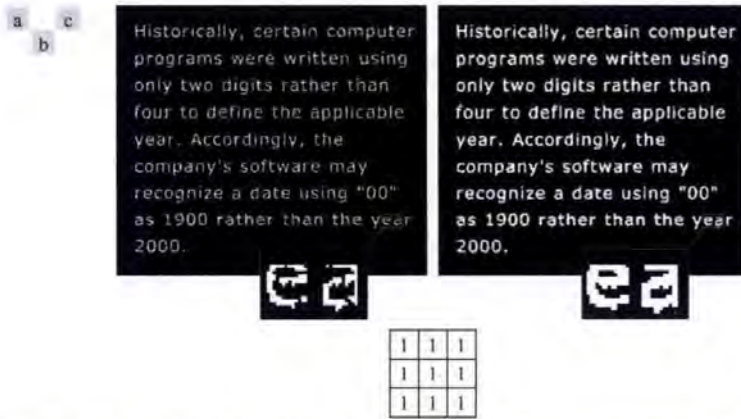 a c
b
Historically, certain computer
programs were written using
only two digits rather than
four to define the applicable
year. Accordingly, the
company's software may
recognize a date using "00"
as 1900 rather than the year
2000.
e a
Historically, certain computer
programs were written using
only two digits rather than
four to define the applicable
year. Accordingly, the
company's software may
recognize a date using "00"
as 1900 rather than the year
2000.
e a
1 1 1
1 1 1
1 1 1